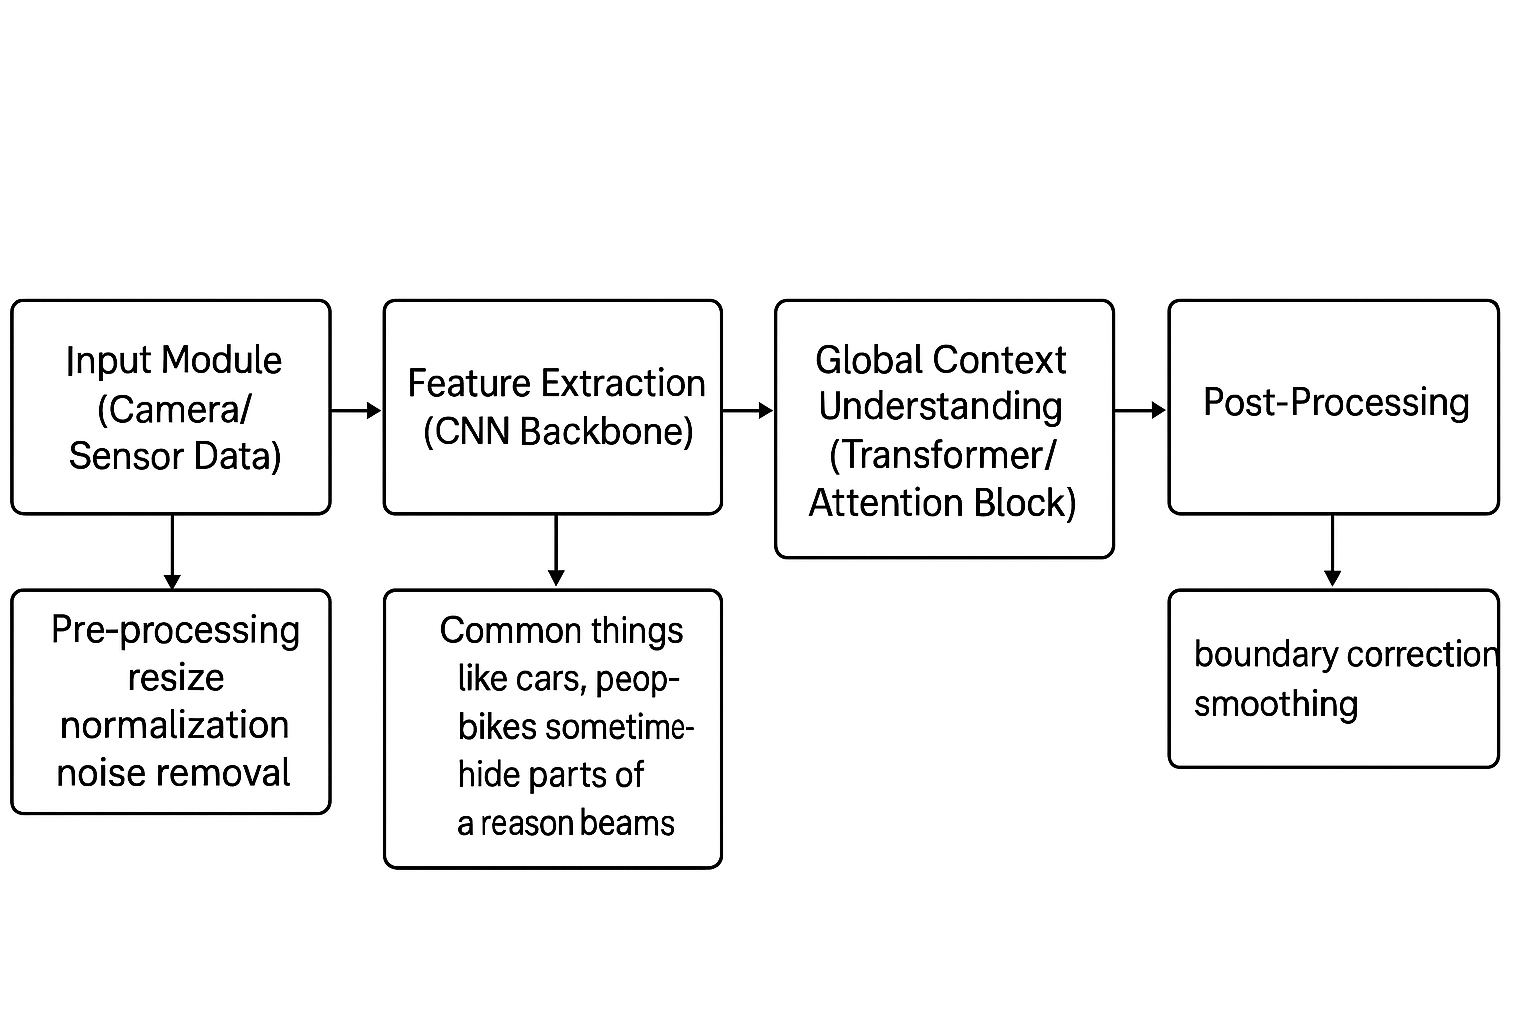 Input Module
(Camera/
Sensor Data)
Feature Extraction
(CNN Backbone)
Global Context
Understanding
(Transformer/
Attention Block)
Post-Processing
Pre-processing
resize
normalization
noise removal
Common things
like cars, peop-
bikes sometime-
hide parts of
a reason beams
boundary correction
smoothing